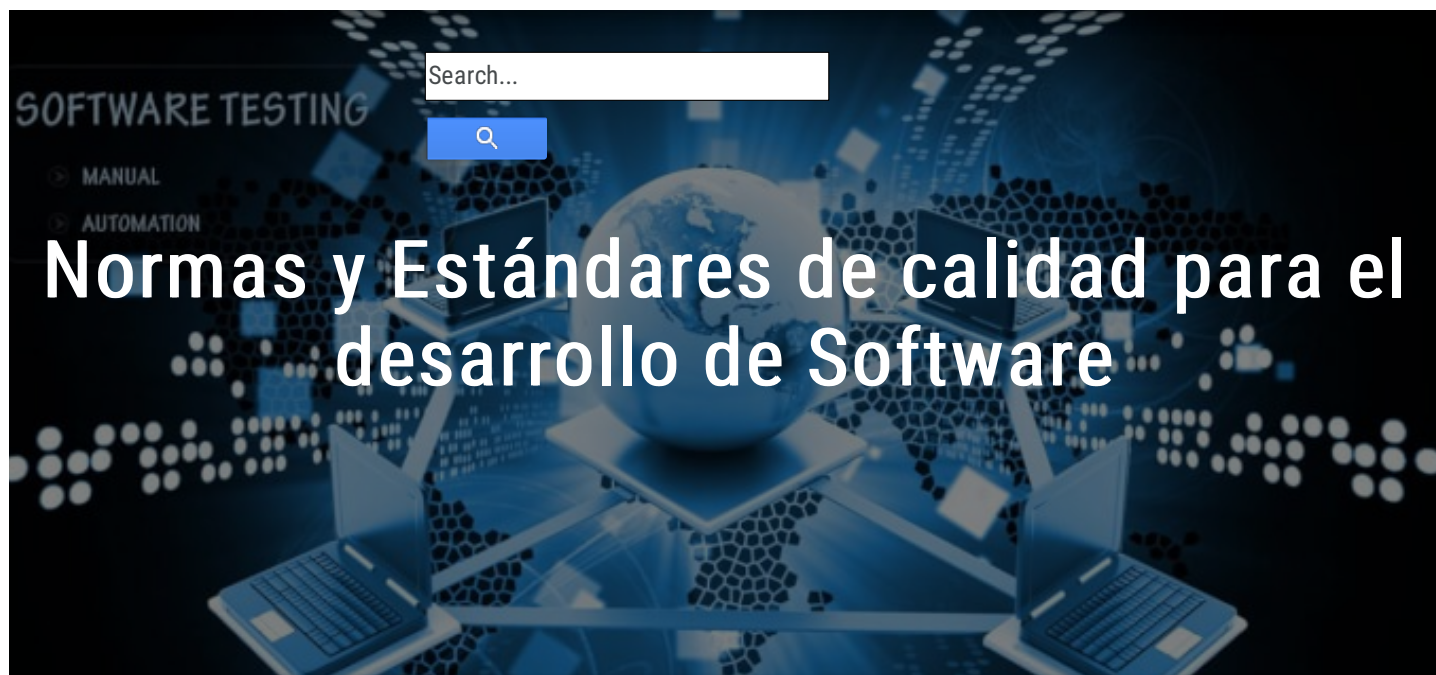 Search...
SOFTWARE TESTING
MANUAL
AUTOMATION
Normas y Estándares de calidad para el
desarrollo de Software